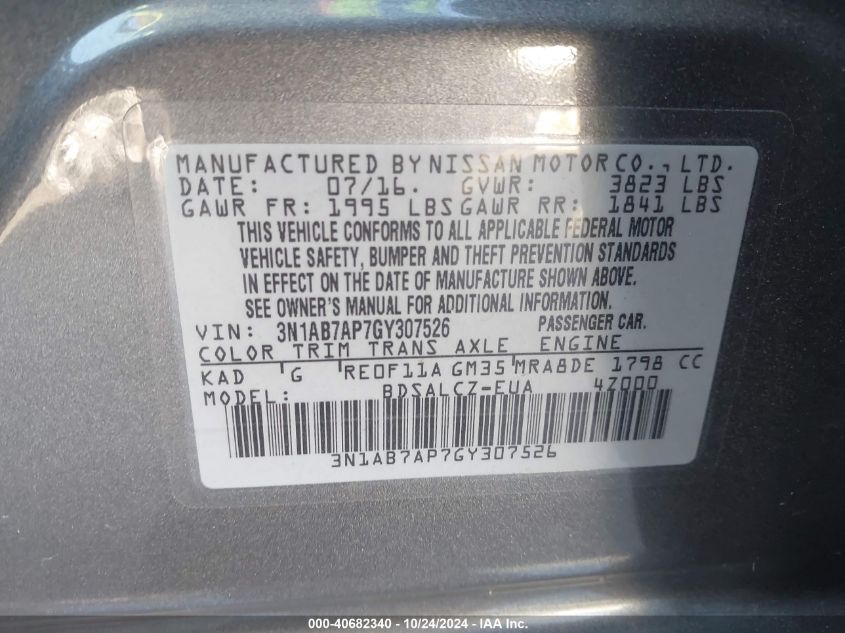 MANUFACTURED BY NISSAN MOTOR CO., LTD.
DATE: 07/16. GVWR: 3823 LBS
GAWR FR: 1995 LBS GAWR RR: 1841 LBS
THIS VEHICLE CONFORMS TO ALL APPLICABLE FEDERAL MOTOR
VEHICLE SAFETY, BUMPER AND THEFT PREVENTION STANDARDS
IN EFFECT ON THE DATE OF MANUFACTURE SHOWN ABOVE.
SEE OWNER'S MANUAL FOR ADDITIONAL INFORMATION.
VIN: 3N1AB7AP7GY307526 PASSENGER CAR.
COLOR TRIM TRANS AXLE ENGINE
KAD G RE0F11A GM35 MRA8DE 1798 CC
MODEL: BDSALCZ-EUA 4Z000
3N1AB7AP7GY307526
000-40682340 - 10/24/2024 - IAA Inc.